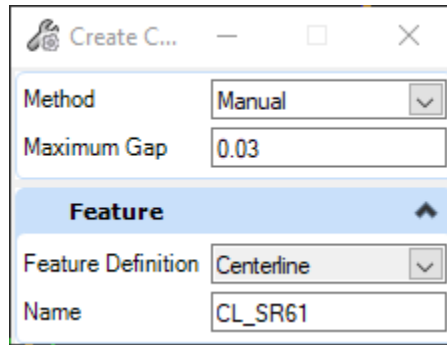 Create C...
Method Manual
Maximum Gap 0.03
Feature
Feature Definition Centerline
Name CL_SR61